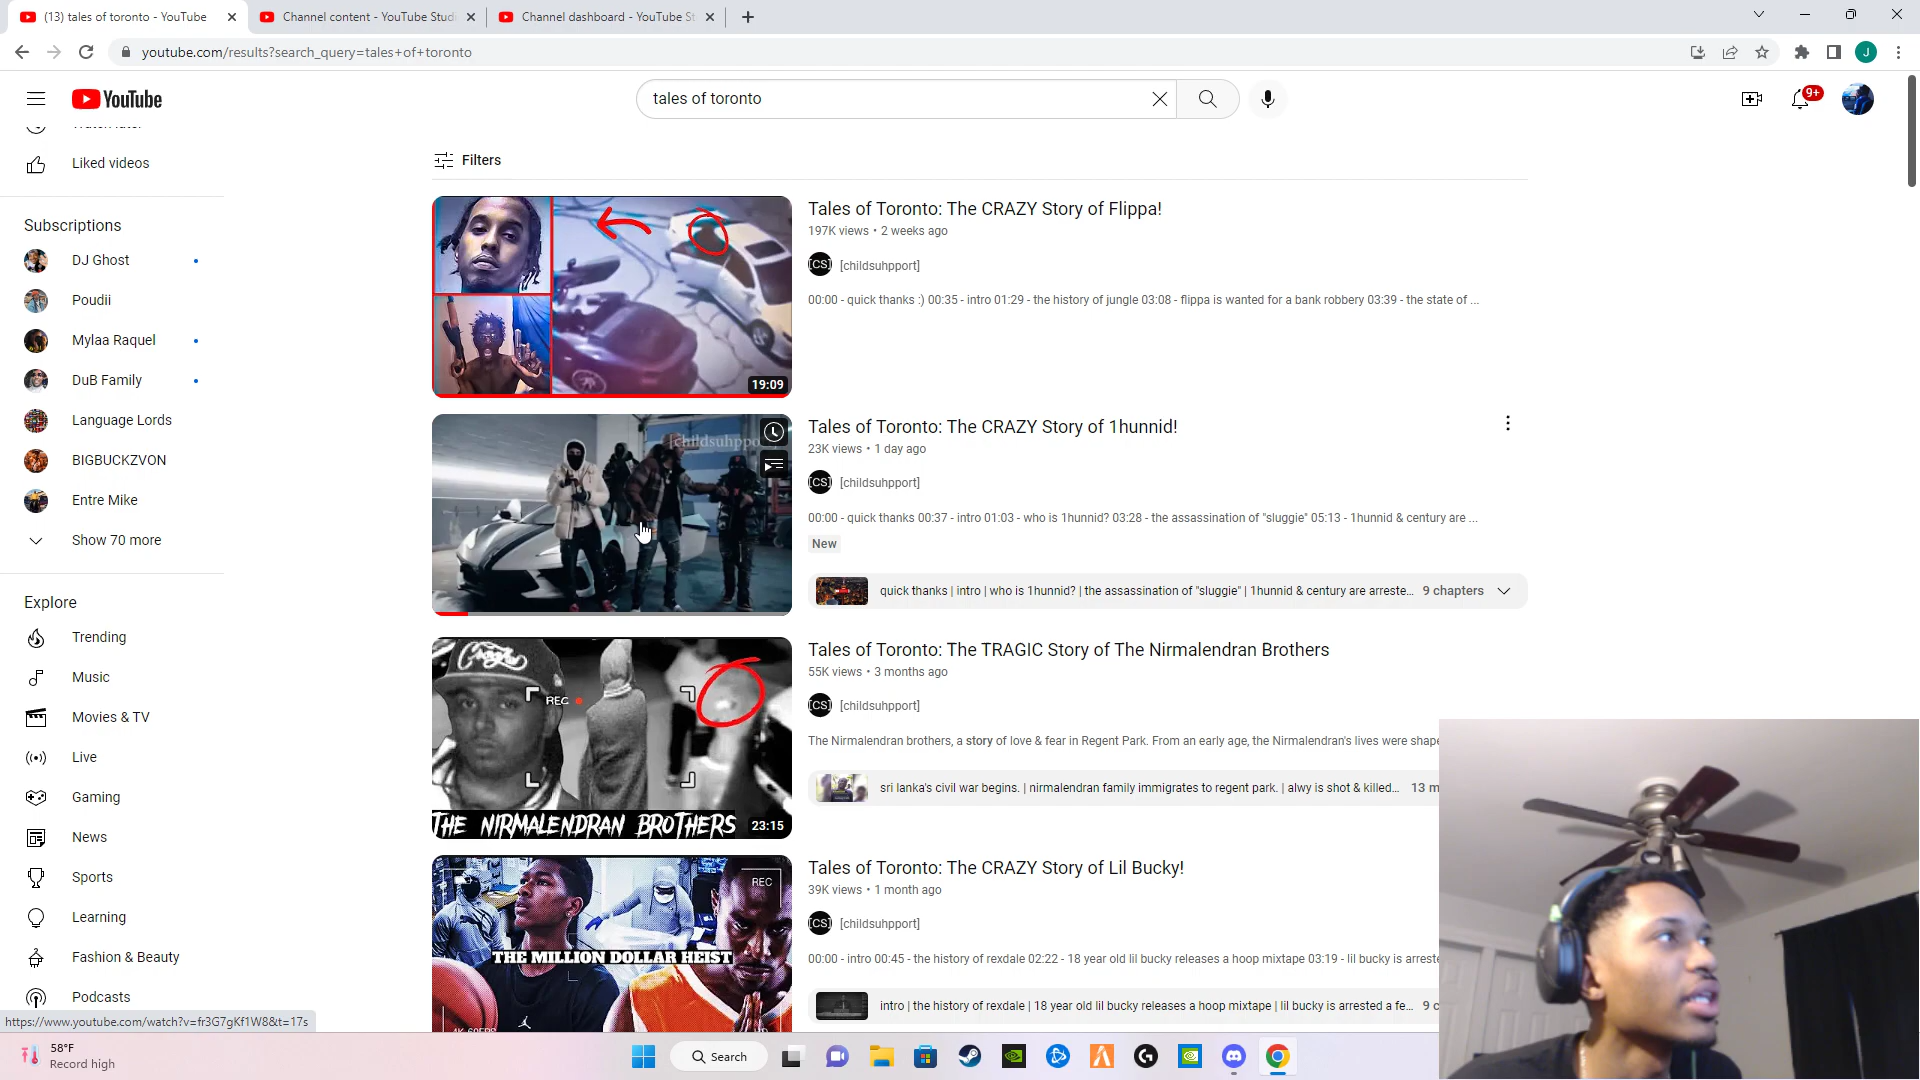 (13) tales of toronto - YouTube
Channel content - YouTube Studi
Channel dashboard - YouTube St
youtube.com/results?search_query=tales+of+toronto
J
YouTube
tales of toronto
9+
Liked videos
Subscriptions
DJ Ghost
Poudii
Mylaa Raquel
DuB Family
Language Lords
BIGBUCKZVON
Entre Mike
Show 70 more
Explore
Trending
Music
Movies & TV
Live
Gaming
News
Sports
Learning
Fashion & Beauty
Podcasts
Filters
19:09
Tales of Toronto: The CRAZY Story of Flippa!
197K views • 2 weeks ago
[CS] [childsuhpport]
00:00 - quick thanks :) 00:35 - intro 01:29 - the history of jungle 03:08 - flippa is wanted for a bank robbery 03:39 - the state of ...
[childsuhppo
Tales of Toronto: The CRAZY Story of 1hunnid!
23K views • 1 day ago
[CS] [childsuhpport]
00:00 - quick thanks 00:37 - intro 01:03 - who is 1hunnid? 03:28 - the assassination of "sluggie" 05:13 - 1hunnid & century are ...
New
quick thanks | intro | who is 1hunnid? | the assassination of "sluggie" | 1hunnid & century are arreste... 9 chapters
REC
THE NIRMALENDRAN BROTHERS
23:15
Tales of Toronto: The TRAGIC Story of The Nirmalendran Brothers
55K views • 3 months ago
[CS] [childsuhpport]
The Nirmalendran brothers, a story of love & fear in Regent Park. From an early age, the Nirmalendran's lives were shape
sri lanka's civil war begins. | nirmalendran family immigrates to regent park. | alwy is shot & killed... 13 m
REC
THE MILLION DOLLAR HEIST
4K 60FPS
Tales of Toronto: The CRAZY Story of Lil Bucky!
39K views • 1 month ago
[CS] [childsuhpport]
00:00 - intro 00:45 - the history of rexdale 02:22 - 18 year old lil bucky releases a hoop mixtape 03:19 - lil bucky is arreste
intro | the history of rexdale | 18 year old lil bucky releases a hoop mixtape | lil bucky is arrested a fe... 9 c
https://www.youtube.com/watch?v=fr3G7gKf1W8&t=17s
58°F
Record high
Search